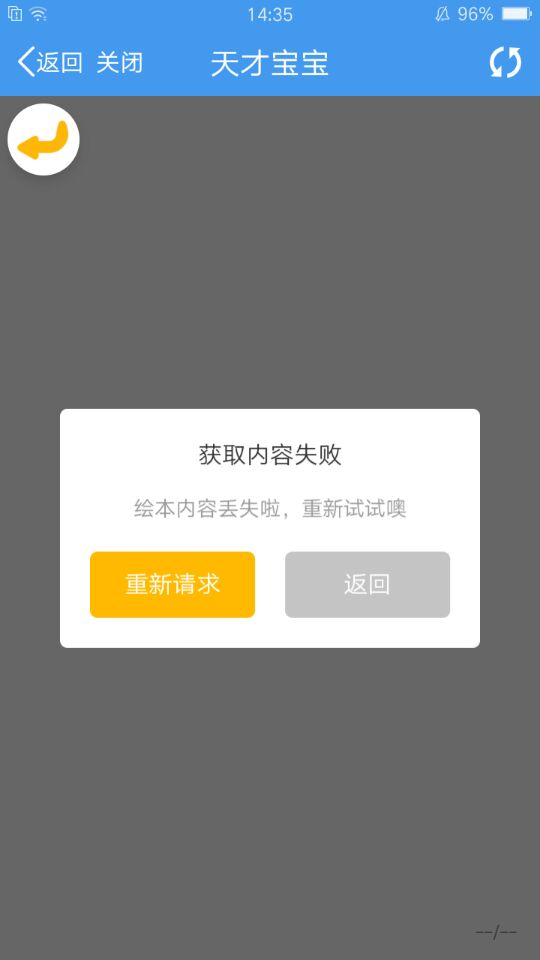 14:35
96%
返回 关闭 天才宝宝
获取内容失败
绘本内容丢失啦，重新试试噢
重新请求 返回
--/--